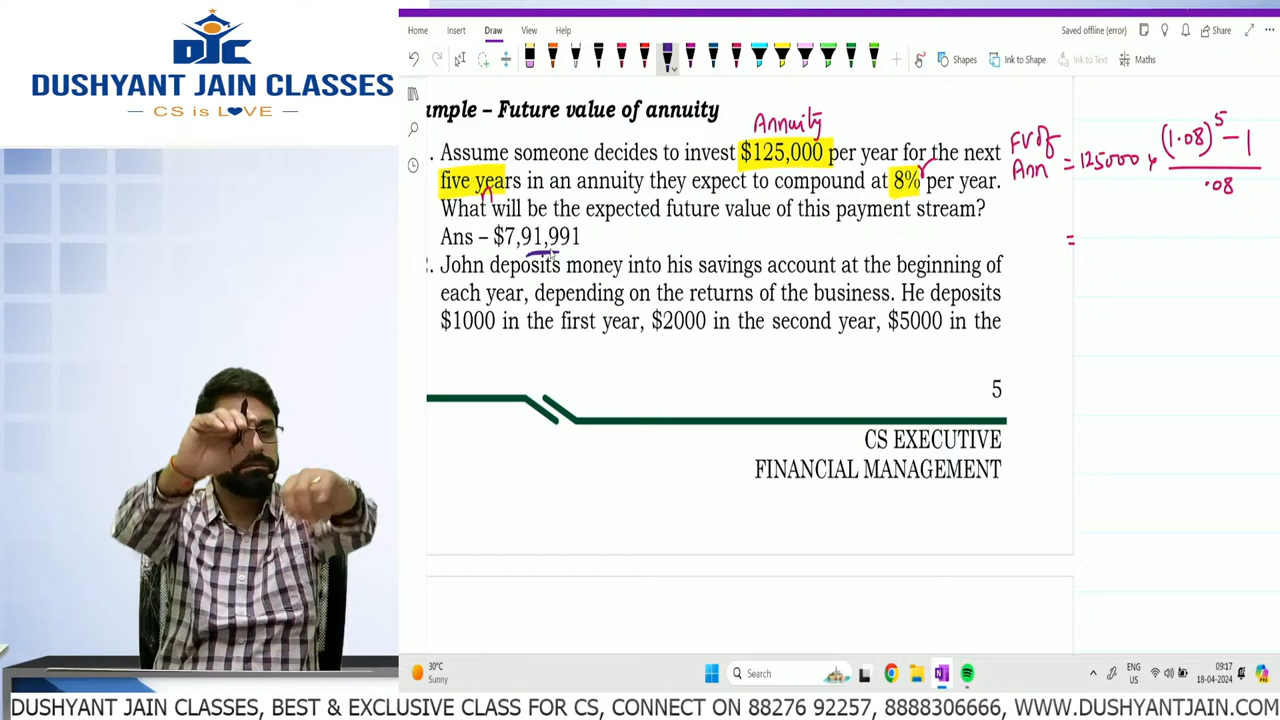 DJC
DUSHYANT JAIN CLASSES
CS is L VE
Home Insert Draw View Help
Saved offline (error)
Share
Shapes
Ink to Shape
Ink to Text
Maths
ample – Future value of annuity
Annuity
. Assume someone decides to invest $125,000 per year for the next
five years in an annuity they expect to compound at 8% per year.
n
What will be the expected future value of this payment stream?
Ans – $7,91,991
2. John deposits money into his savings account at the beginning of
each year, depending on the returns of the business. He deposits
$1000 in the first year, $2000 in the second year, $5000 in the
FV of
Ann = 125000 × (1.08)^5 - 1
.08
=
5
CS EXECUTIVE
FINANCIAL MANAGEMENT
30°C
Sunny
Search
ENG
US
09:17
18-04-2024
DUSHYANT JAIN CLASSES, BEST & EXCLUSIVE CLASS FOR CS, CONNECT ON 88276 92257, 8888306666, WWW.DUSHYANTJAIN.COM